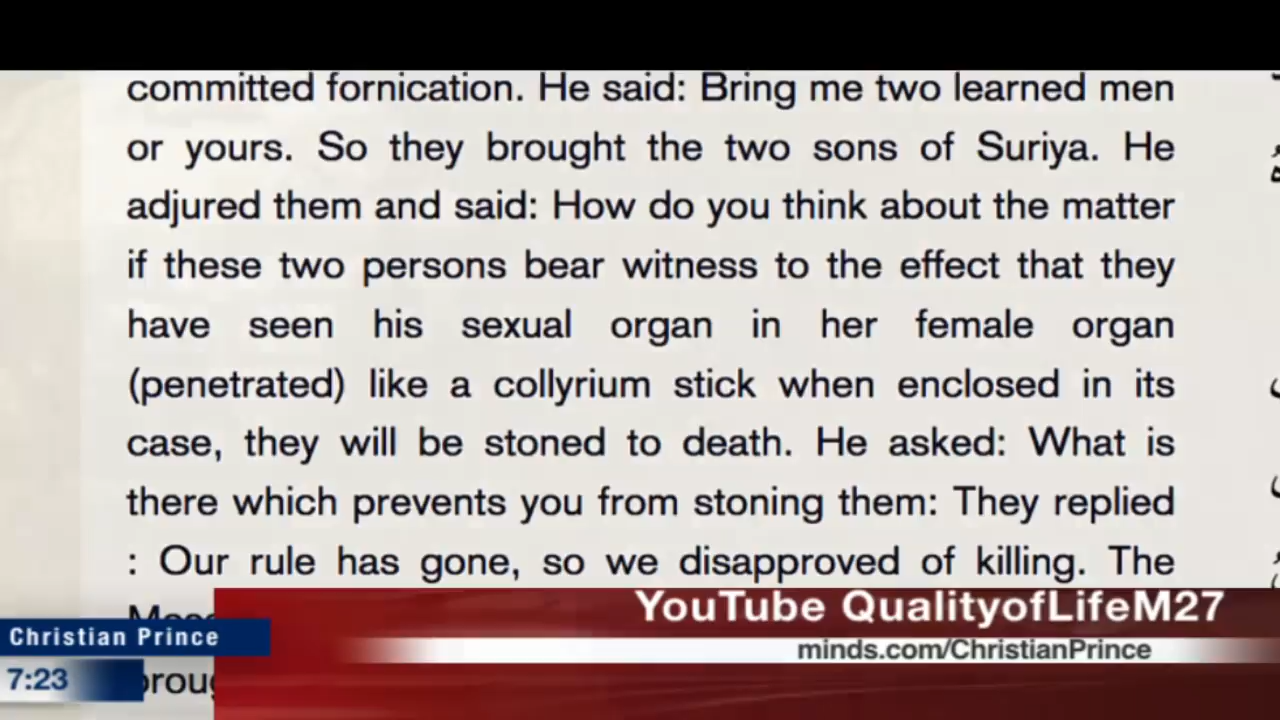 committed fornication. He said: Bring me two learned men
or yours. So they brought the two sons of Suriya. He
adjured them and said: How do you think about the matter
if these two persons bear witness to the effect that they
have seen his sexual organ in her female organ
(penetrated) like a collyrium stick when enclosed in its
case, they will be stoned to death. He asked: What is
there which prevents you from stoning them: They replied
: Our rule has gone, so we disapproved of killing. The
YouTube QualityofLifeM27
Christian Prince
minds.com/ChristianPrince
7:23